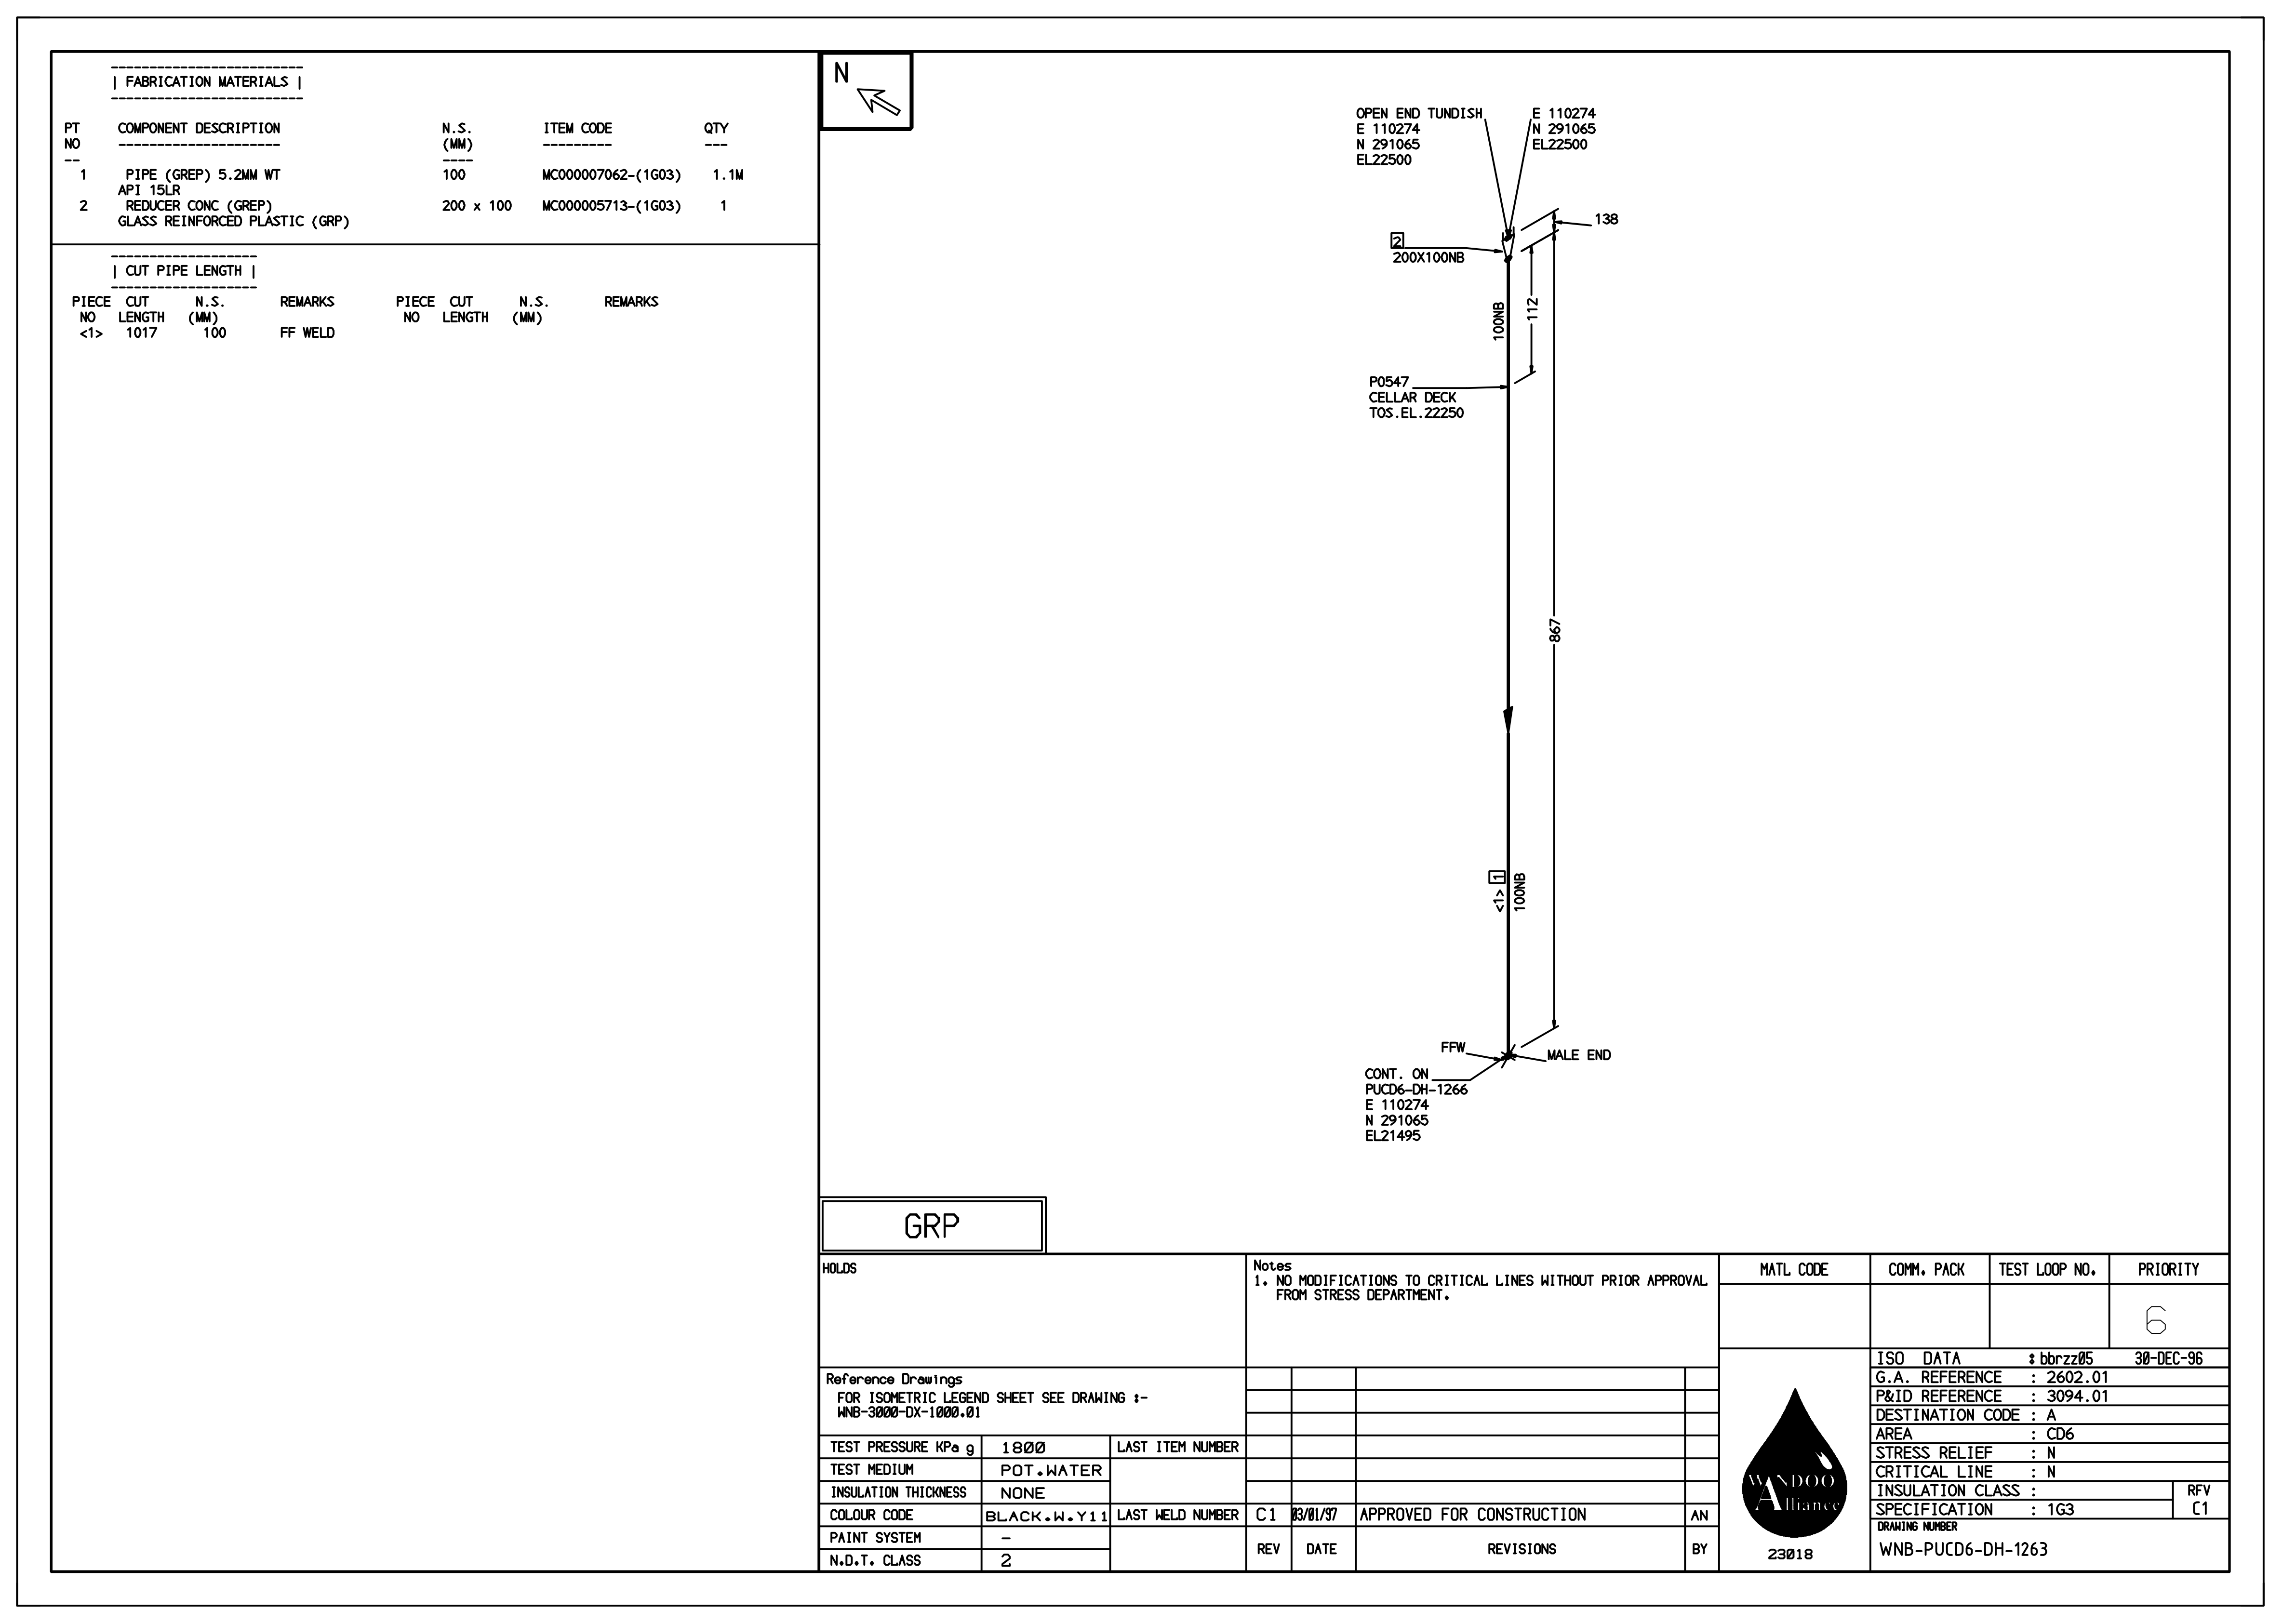 --------------------------
| FABRICATION MATERIALS |
--------------------------
PT COMPONENT DESCRIPTION N.S. ITEM CODE QTY
NO --------------------- (MM) --------- ---
-- ----
1 PIPE (GREP) 5.2MM WT 100 MC000007062-(1G03) 1.1M
API 15LR
2 REDUCER CONC (GREP) 200 x 100 MC000005713-(1G03) 1
GLASS REINFORCED PLASTIC (GRP)
-------------------
| CUT PIPE LENGTH |
-------------------
PIECE CUT N.S. REMARKS PIECE CUT N.S. REMARKS
NO LENGTH (MM) NO LENGTH (MM)
<1> 1017 100 FF WELD
N
OPEN END TUNDISH
E 110274
N 291065
EL22500
E 110274
N 291065
EL22500
138
2
200X100NB
100NB
112
P0547
CELLAR DECK
TOS.EL.22250
867
<1> 1
100NB
FFW
MALE END
CONT. ON
PUCD6-DH-1266
E 110274
N 291065
EL21495
GRP
HOLDS
Notes
1. NO MODIFICATIONS TO CRITICAL LINES WITHOUT PRIOR APPROVAL
FROM STRESS DEPARTMENT.
MATL CODE COMM. PACK TEST LOOP NO. PRIORITY
6
Reference Drawings
FOR ISOMETRIC LEGEND SHEET SEE DRAWING :-
WNB-3000-DX-1000.01
TEST PRESSURE KPa g 1800 LAST ITEM NUMBER
TEST MEDIUM POT.WATER
INSULATION THICKNESS NONE
COLOUR CODE BLACK.W.Y11 LAST WELD NUMBER
PAINT SYSTEM -
N.D.T. CLASS 2
C1 03/01/97 APPROVED FOR CONSTRUCTION AN
REV DATE REVISIONS BY
WANDOO
Alliance
23018
ISO DATA : bbrzz05 30-DEC-96
G.A. REFERENCE : 2602.01
P&ID REFERENCE : 3094.01
DESTINATION CODE : A
AREA : CD6
STRESS RELIEF : N
CRITICAL LINE : N
INSULATION CLASS : RFV
SPECIFICATION : 1G3 C1
DRAWING NUMBER
WNB-PUCD6-DH-1263